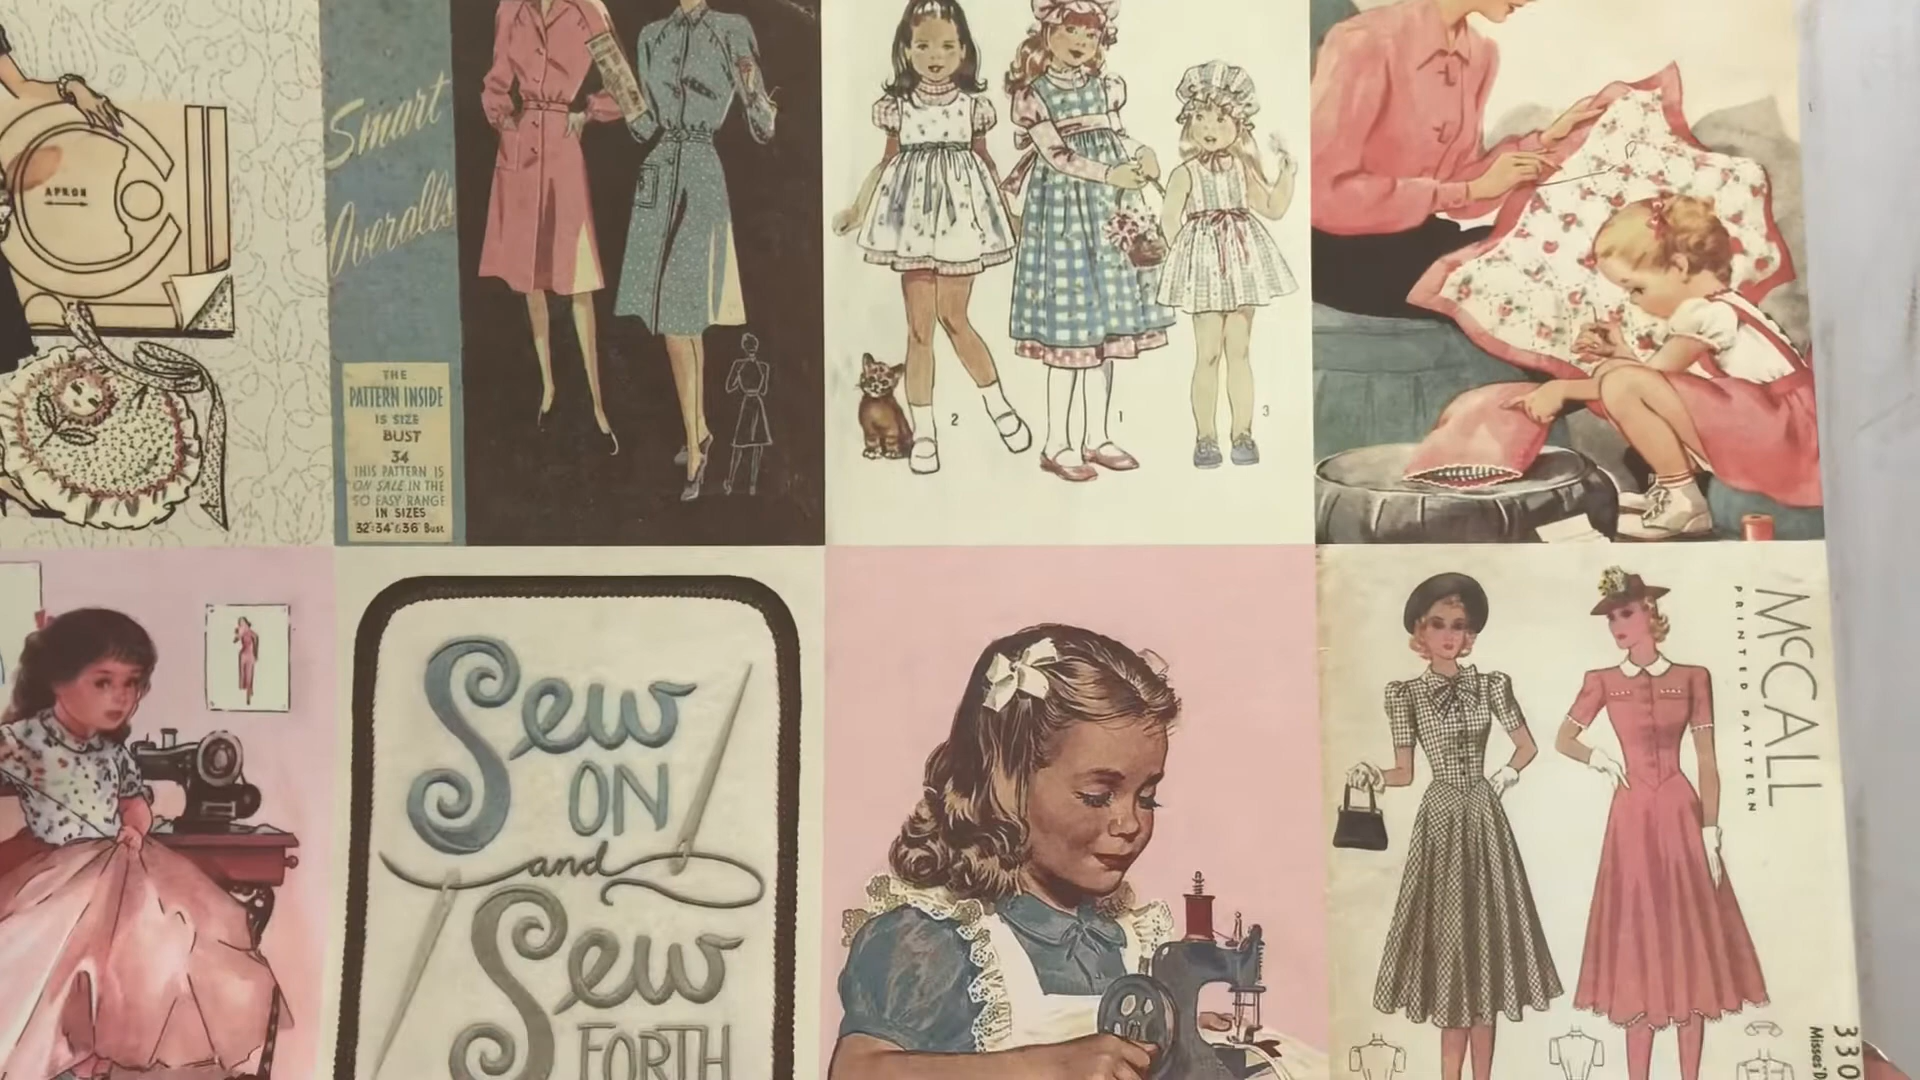 APRON
Smart
Overalls
THE
PATTERN INSIDE
IS SIZE
BUST
34
THIS PATTERN IS
ON SALE IN THE
SO EASY RANGE
IN SIZES
32"·34"&36" Bust
2
1
3
Sew
ON
and
Sew
FORTH
McCALL
PRINTED PATTERN
330
Misses' D